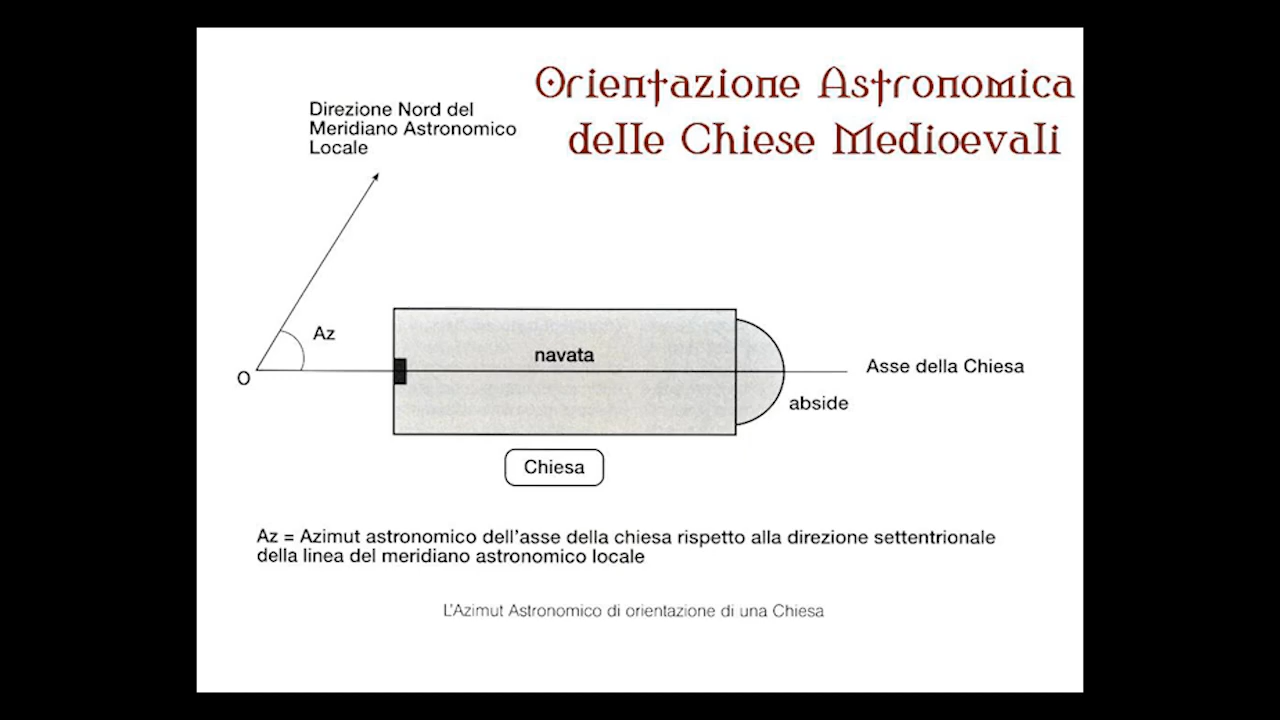 Orientazione Astronomica
delle Chiese Medioevali
Direzione Nord del
Meridiano Astronomico
Locale
Az
O
navata
Asse della Chiesa
abside
Chiesa
Az = Azimut astronomico dell'asse della chiesa rispetto alla direzione settentrionale
della linea del meridiano astronomico locale
L'Azimut Astronomico di orientazione di una Chiesa